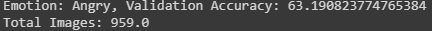 Emotion: Angry, Validation Accuracy: 63.190823774765384
Total Images: 959.0